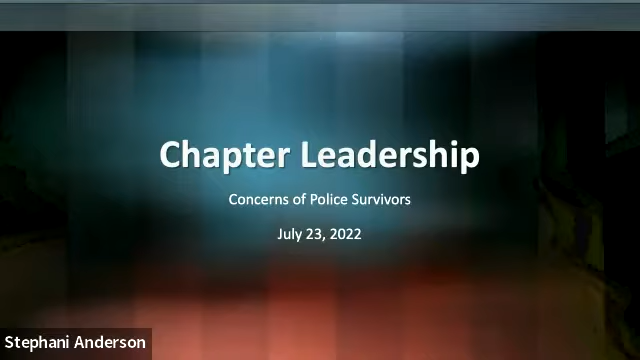 Chapter Leadership
Concerns of Police Survivors
July 23, 2022
Stephani Anderson